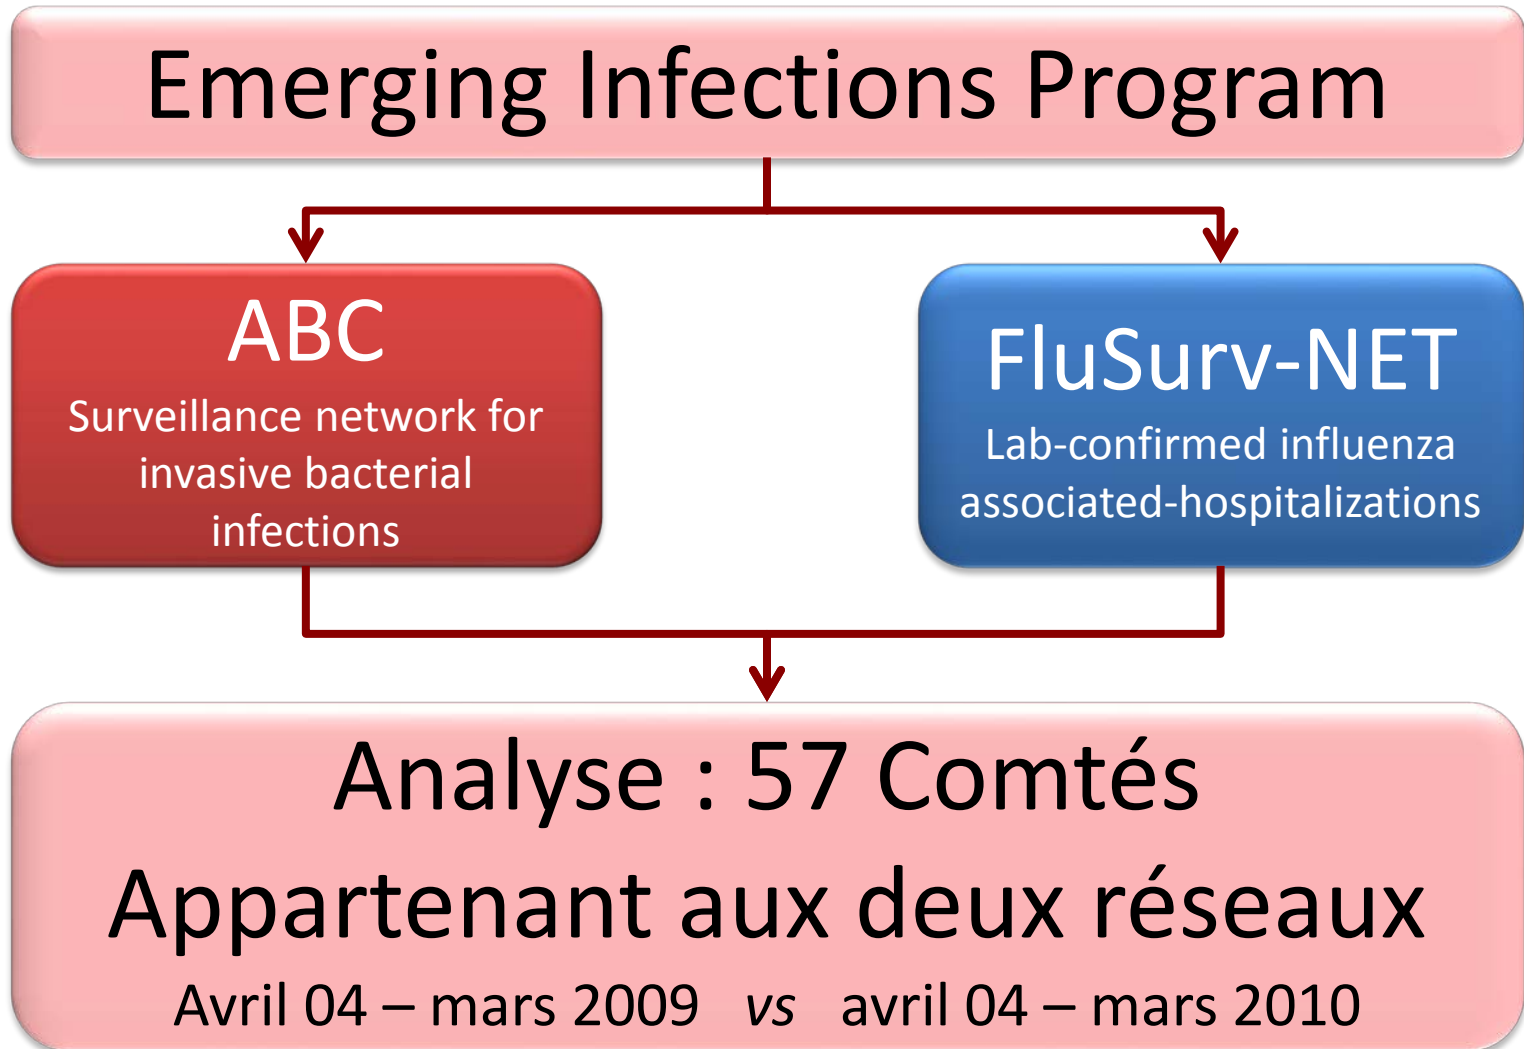 Emerging Infections Program
ABC
Surveillance network for
invasive bacterial
infections
FluSurv-NET
Lab-confirmed influenza
associated-hospitalizations
Analyse : 57 Comtés
Appartenant aux deux réseaux
Avril 04 – mars 2009 vs avril 04 – mars 2010